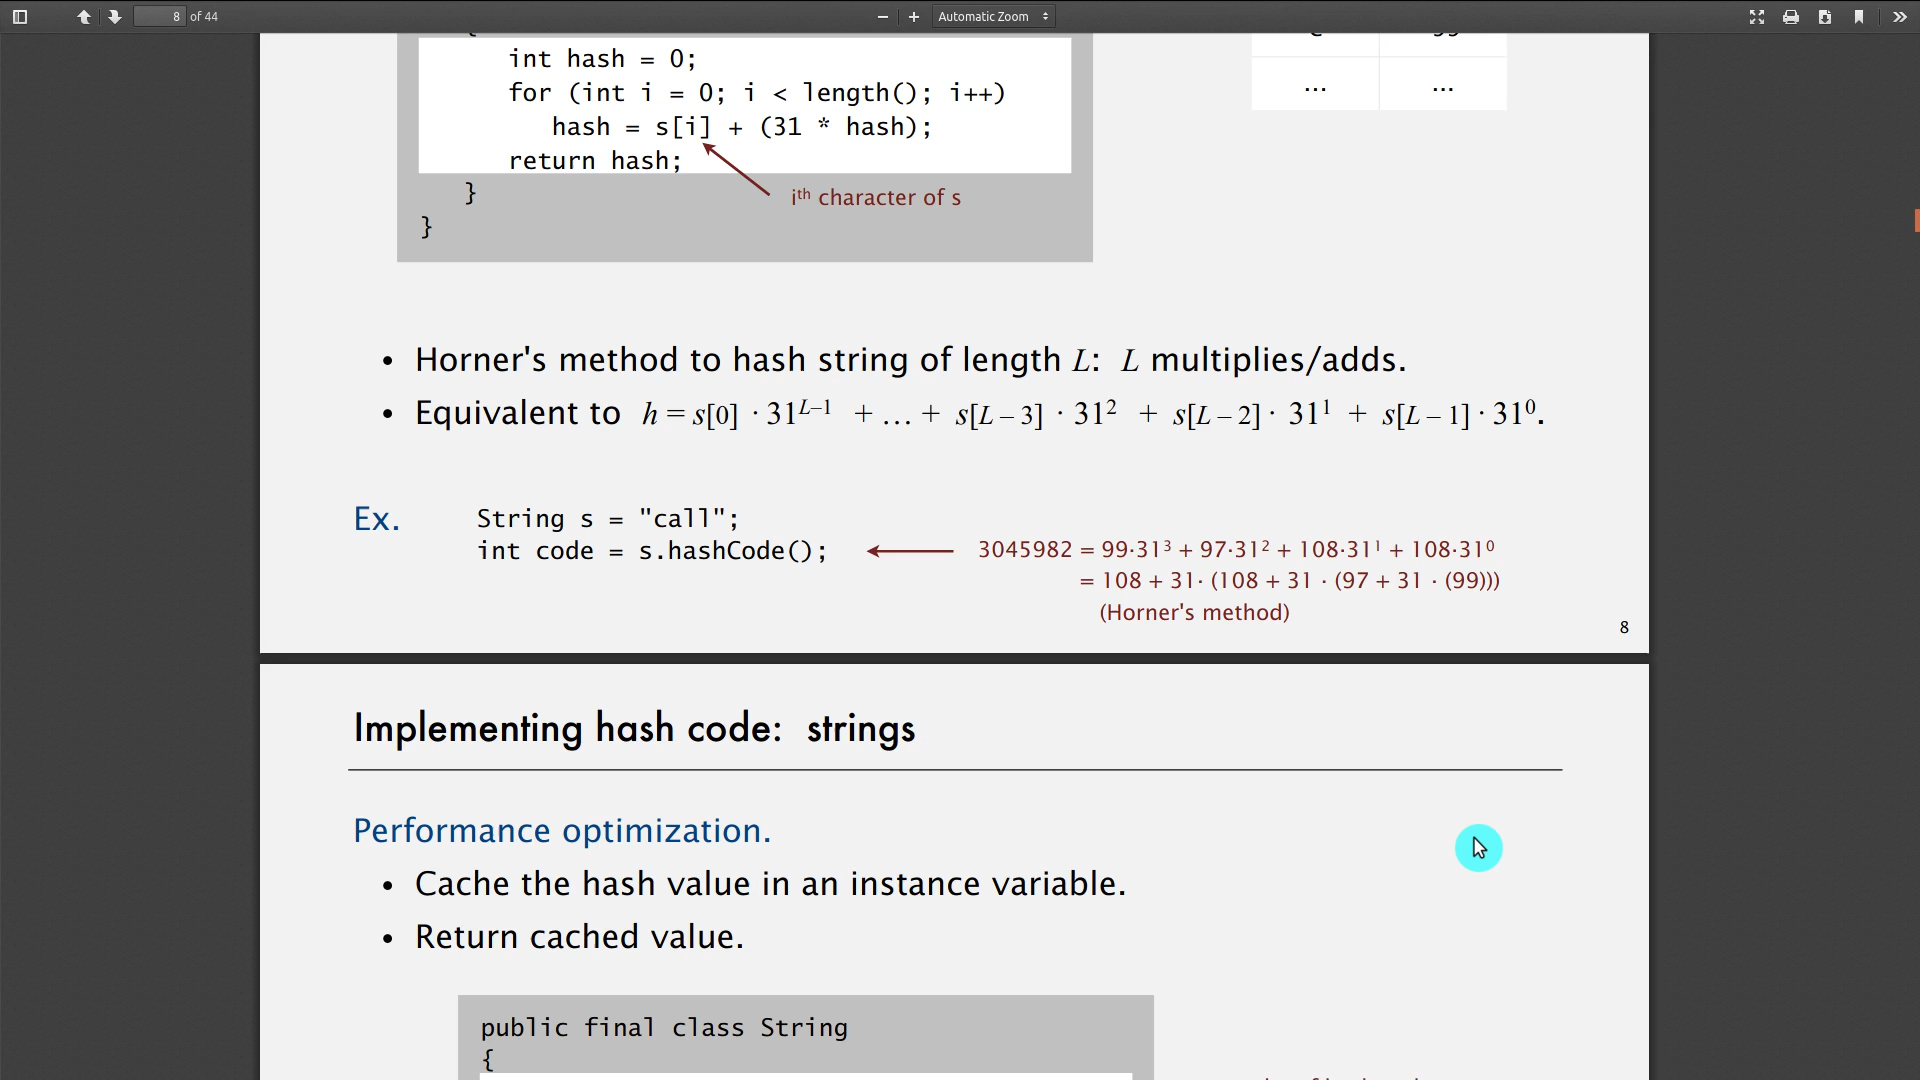 8 of 44
Automatic Zoom
int hash = 0;
for (int i = 0; i < length(); i++)
hash = s[i] + (31 * hash);
return hash;
}
}
iᵗʰ character of s
... ...
• Horner's method to hash string of length L: L multiplies/adds.
• Equivalent to h = s[0] · 31ᴸ⁻¹ + … + s[L – 3] · 31² + s[L – 2] · 31¹ + s[L – 1] · 31⁰.
Ex.
String s = "call";
int code = s.hashCode();
3045982 = 99·31³ + 97·31² + 108·31¹ + 108·31⁰
= 108 + 31· (108 + 31 · (97 + 31 · (99)))
(Horner's method)
8
Implementing hash code: strings
Performance optimization.
• Cache the hash value in an instance variable.
• Return cached value.
public final class String
{